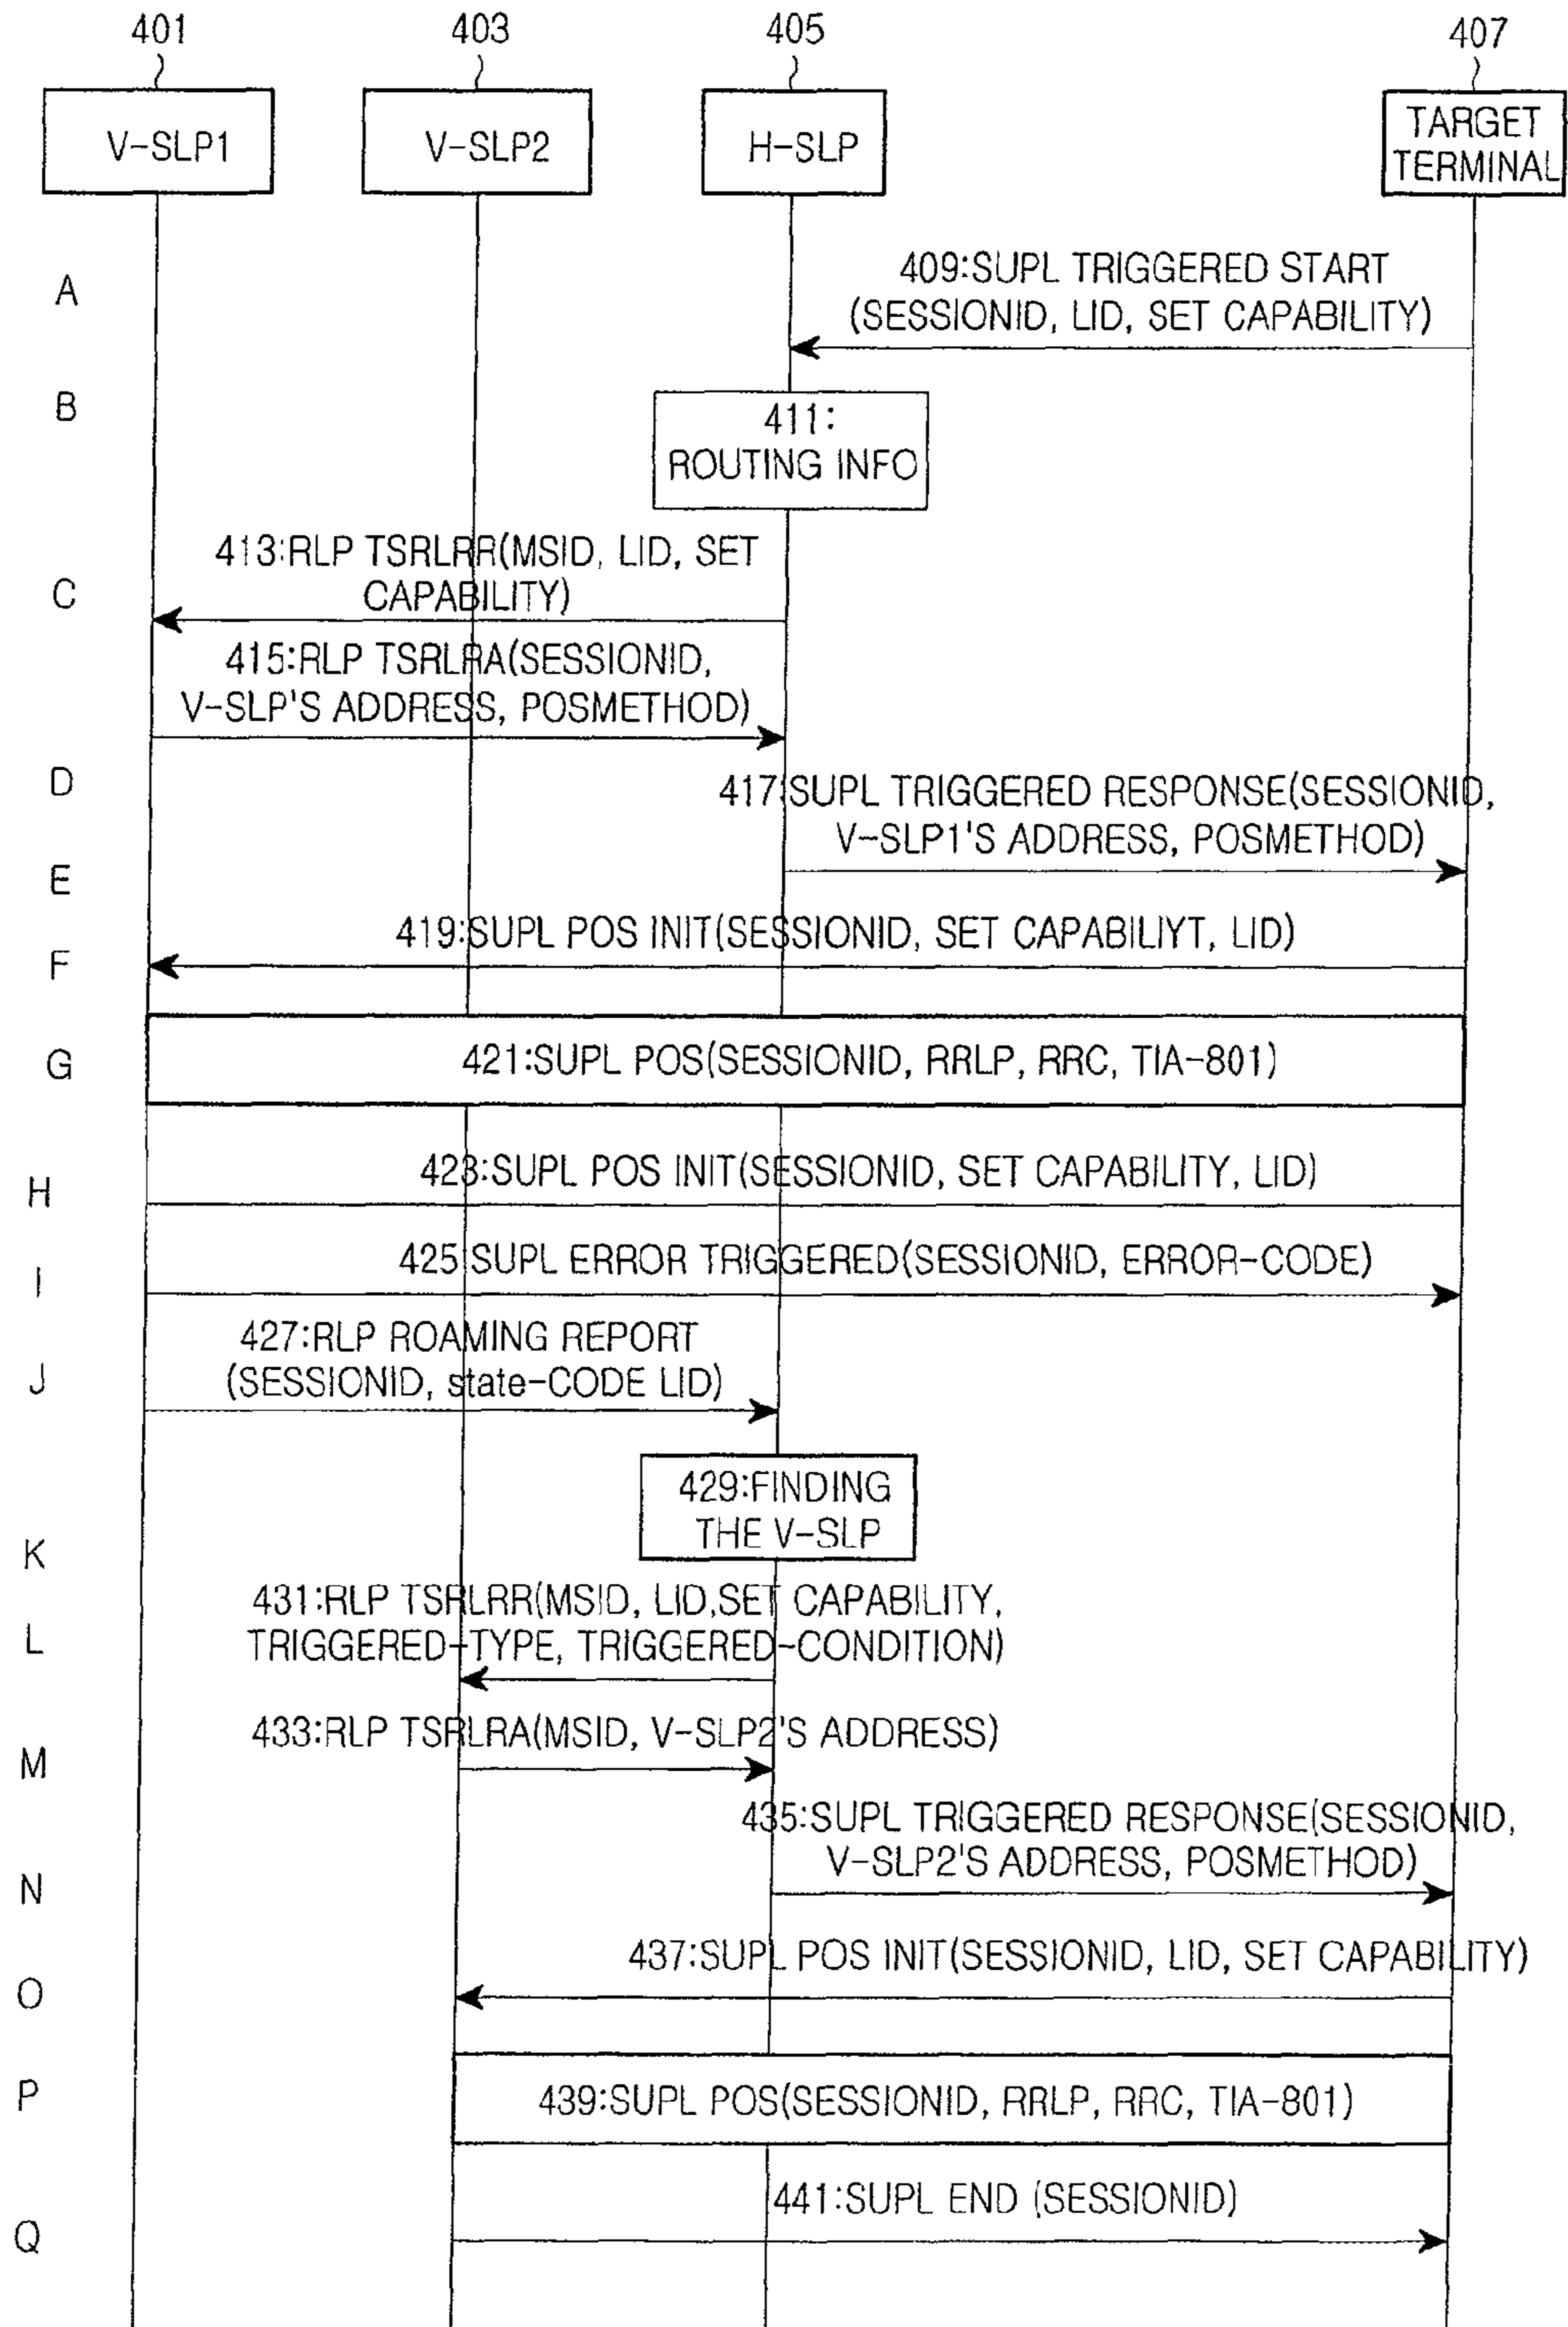 401
403
405
407
V-SLP1
V-SLP2
H-SLP
TARGET
TERMINAL
A
409:SUPL TRIGGERED START
(SESSIONID, LID, SET CAPABILITY)
B
411:
ROUTING INFO
413:RLP TSRLRR(MSID, LID, SET
CAPABILITY)
C
415:RLP TSRLRA(SESSIONID,
V-SLP'S ADDRESS, POSMETHOD)
D
417:SUPL TRIGGERED RESPONSE(SESSIONID,
V-SLP1'S ADDRESS, POSMETHOD)
E
419:SUPL POS INIT(SESSIONID, SET CAPABILIYT, LID)
F
G
421:SUPL POS(SESSIONID, RRLP, RRC, TIA-801)
423:SUPL POS INIT(SESSIONID, SET CAPABILITY, LID)
H
425:SUPL ERROR TRIGGERED(SESSIONID, ERROR-CODE)
I
427:RLP ROAMING REPORT
(SESSIONID, state-CODE LID)
J
429:FINDING
THE V-SLP
K
431:RLP TSRLRR(MSID, LID,SET CAPABILITY,
TRIGGERED-TYPE, TRIGGERED-CONDITION)
L
433:RLP TSRLRA(MSID, V-SLP2'S ADDRESS)
M
435:SUPL TRIGGERED RESPONSE(SESSIONID,
V-SLP2'S ADDRESS, POSMETHOD)
N
437:SUPL POS INIT(SESSIONID, LID, SET CAPABILITY)
O
P
439:SUPL POS(SESSIONID, RRLP, RRC, TIA-801)
441:SUPL END (SESSIONID)
Q